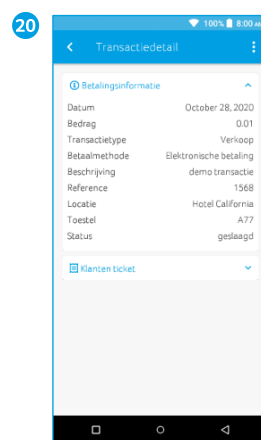 20
100% 8:00 AM
Transactiedetail
Betalingsinformatie
Datum October 28, 2020
Bedrag 0.01
Transactietype Verkoop
Betaalmethode Elektronische betaling
Beschrijving demo transactie
Reference 1568
Locatie Hotel California
Toestel A77
Status geslaagd
Klanten ticket